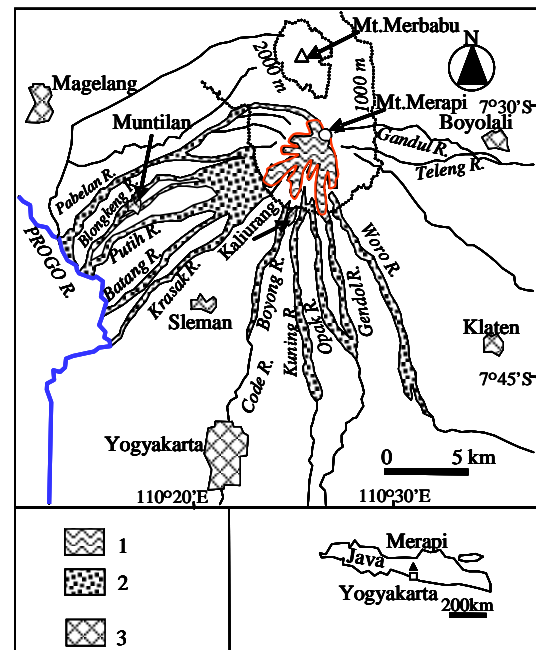 Mt.Merbabu
2000 m
1000 m
N
Magelang
Mt.Merapi
7°30'S
Muntilan
Gandul R.
Boyolali
Teleng R.
Pabelan R.
Blongkeng R.
PROGO R.
Putih R.
Batang R.
Krasak R.
Kaliurang
Woro R.
Boyong R.
Kuning R.
Opak R.
Gendol R.
Sleman
Klaten
7°45'S
Code R.
Yogyakarta
0 5 km
110°20'E
110°30'E
1
2
3
Merapi
Java
Yogyakarta
200km